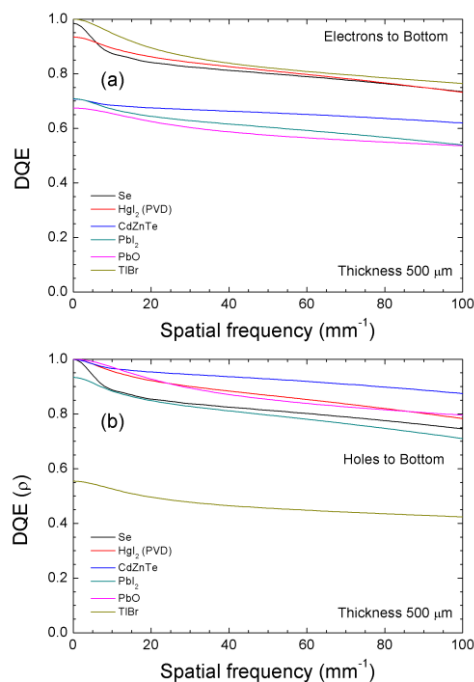 1.0
Electrons to Bottom
(a)
0.8
0.6
DQE
0.4
Se
HgI₂ (PVD)
CdZnTe
PbI₂
PbO
TlBr
0.2
Thickness 500 μm
0.0
0 20 40 60 80 100
Spatial frequency (mm⁻¹)
1.0
(b)
0.8
Holes to Bottom
0.6
DQE (ρ)
0.4
Se
HgI₂ (PVD)
CdZnTe
PbI₂
PbO
TlBr
0.2
Thickness 500 μm
0.0
0 20 40 60 80 100
Spatial frequency (mm⁻¹)